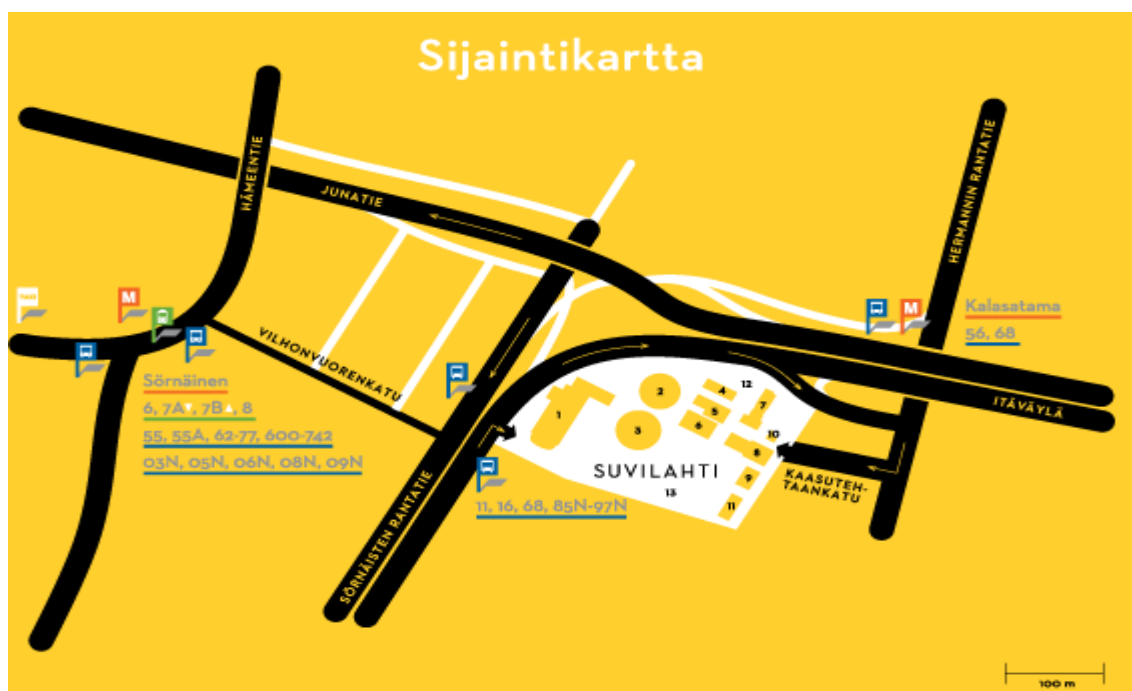 Sijaintikartta
HÄMEENTIE
JUNATIE
HERMANNIN RANTATIE
TAXI
M
M
Kalasatama
56, 68
VILHONVUORENKATU
Sörnäinen
6, 7A▼, 7B▲, 8
55, 55A, 62-77, 600-742
03N, 05N, 06N, 08N, 09N
ITÄVÄYLÄ
1
2
3
4
5
6
7
8
9
10
11
12
13
SUVILAHTI
KAASUTEH-
TAANKATU
11, 16, 68, 85N-97N
SÖRNÄISTEN RANTATIE
100 m